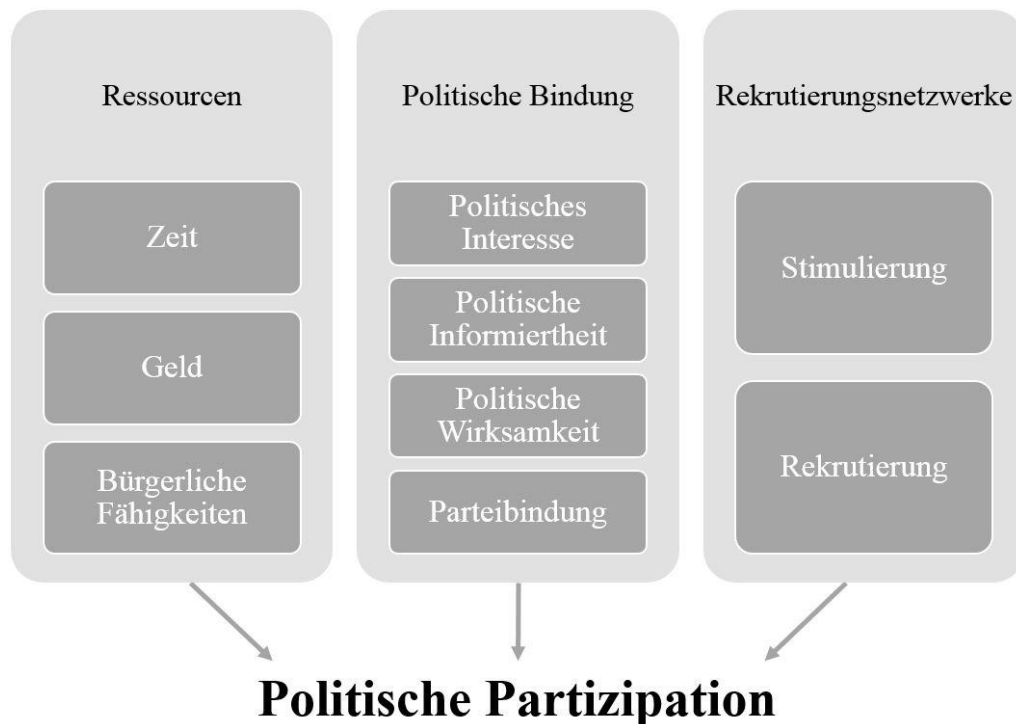 Ressourcen
Zeit
Geld
Bürgerliche
Fähigkeiten
Politische Bindung
Politisches
Interesse
Politische
Informiertheit
Politische
Wirksamkeit
Parteibindung
Rekrutierungsnetzwerke
Stimulierung
Rekrutierung
Politische Partizipation